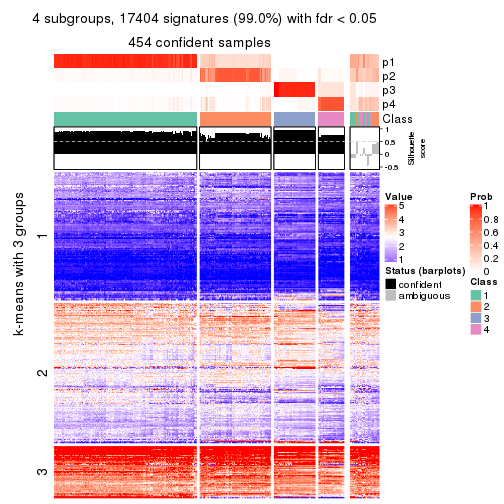 4 subgroups, 17404 signatures (99.0%) with fdr < 0.05
454 confident samples
p1
p2
p3
p4
Class
1
0.5
0
-0.5
Silhouette
score
k-means with 3 groups
1
2
3
Value
5
4
3
2
1
Status (barplots)
confident
ambiguous
Prob
1
0.8
0.6
0.4
0.2
0
Class
1
2
3
4